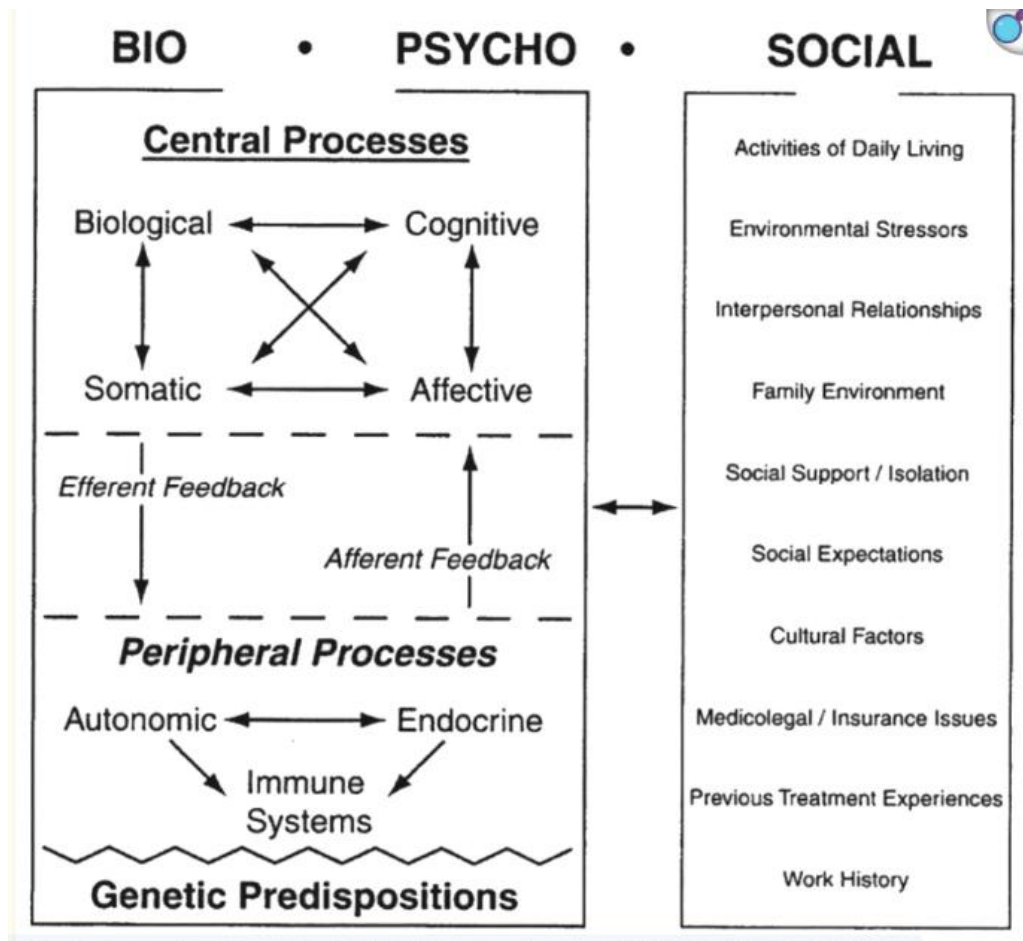 BIO • PSYCHO • SOCIAL
Central Processes
Biological Cognitive
Somatic Affective
Efferent Feedback
Afferent Feedback
Peripheral Processes
Autonomic Endocrine
Immune
Systems
Genetic Predispositions
Activities of Daily Living
Environmental Stressors
Interpersonal Relationships
Family Environment
Social Support / Isolation
Social Expectations
Cultural Factors
Medicolegal / Insurance Issues
Previous Treatment Experiences
Work History